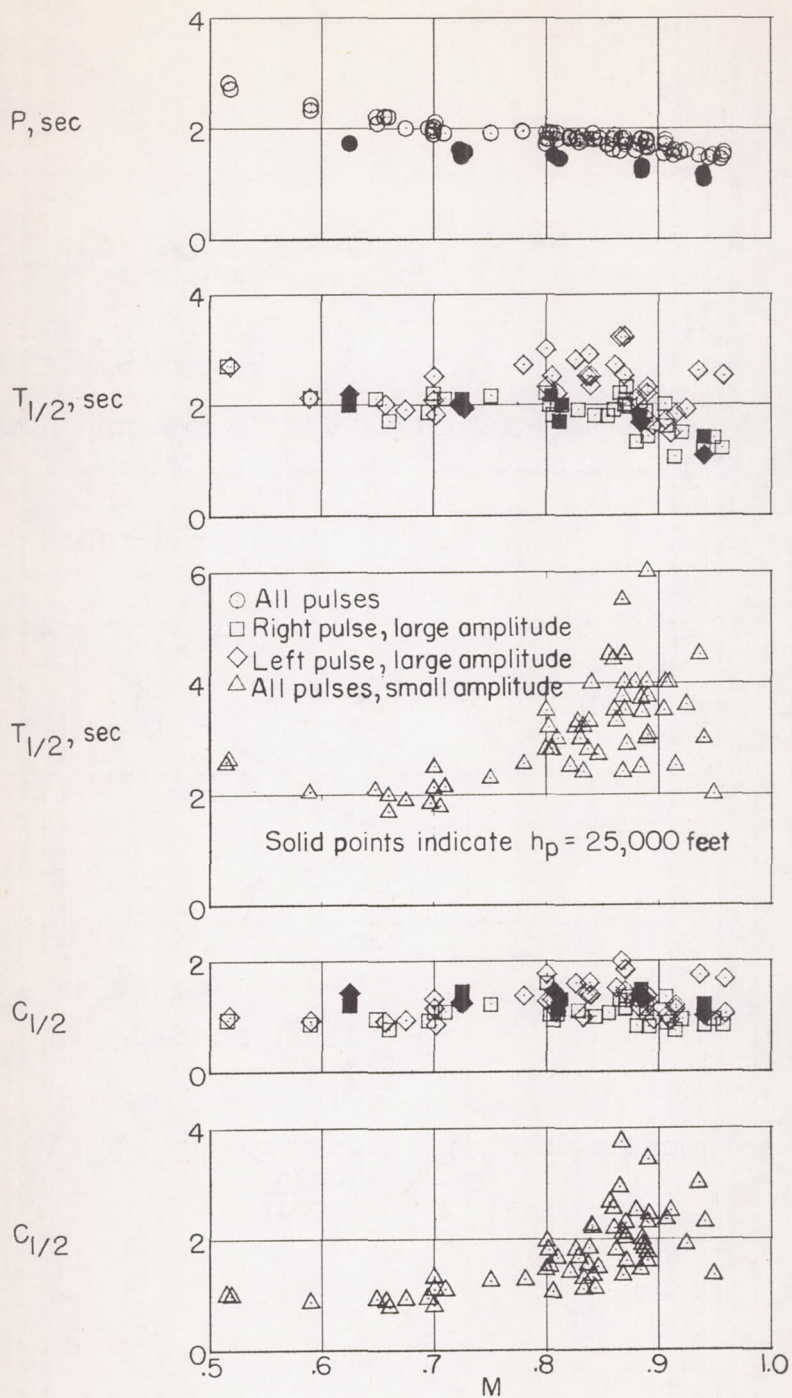 4
P, sec
2
0
4
T1/2, sec
2
0
6
○ All pulses
□ Right pulse, large amplitude
◇ Left pulse, large amplitude
△ All pulses, small amplitude
4
T1/2, sec
2
Solid points indicate hp = 25,000 feet
0
2
C1/2
0
4
C1/2
2
0
.5 .6 .7 .8 .9 1.0
M